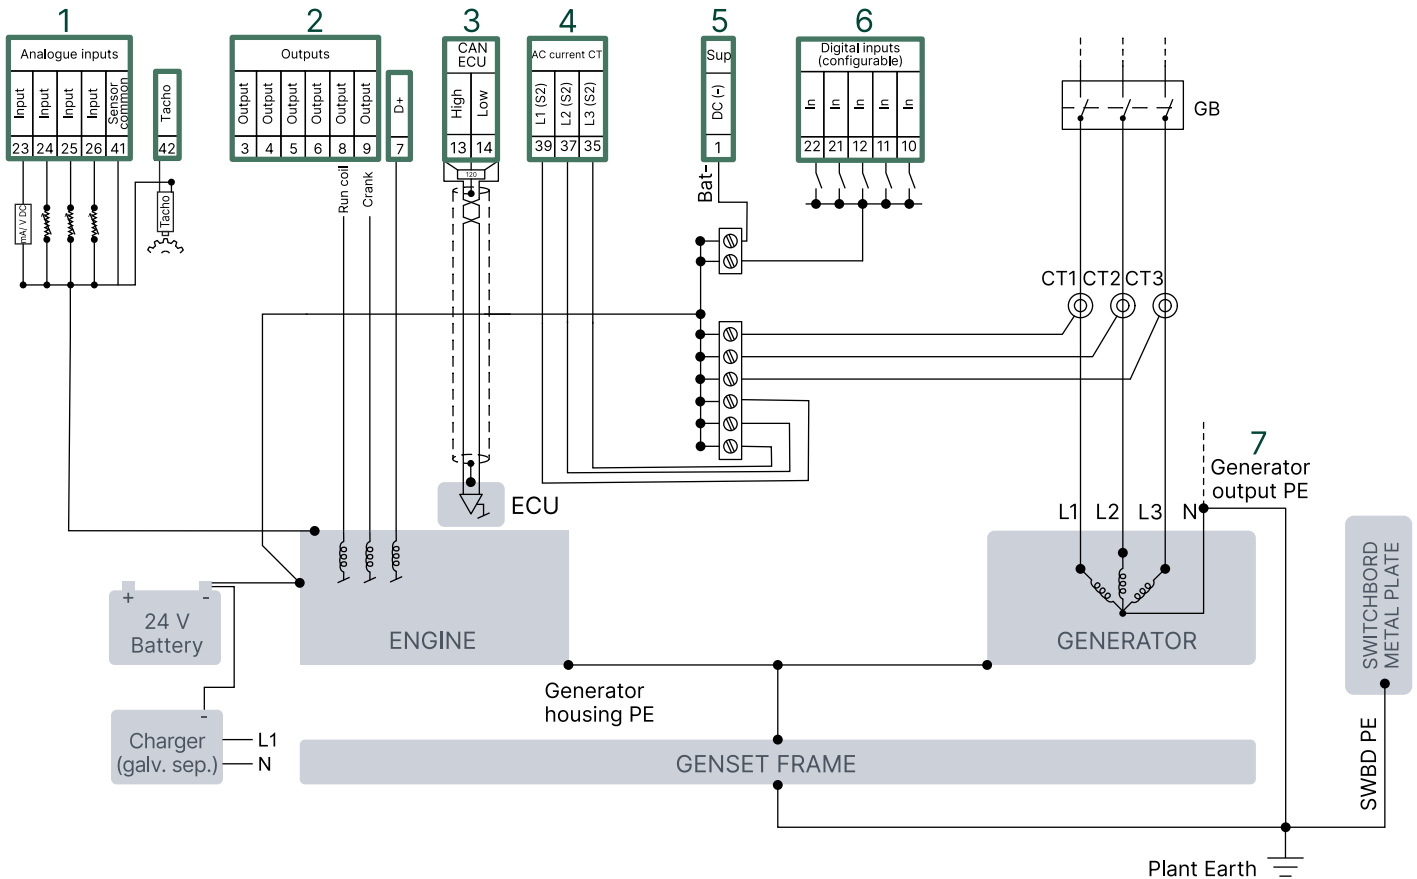 1
2
3
4
5
6
Analogue inputs
Input
Input
Input
Input
Sensor
common
23
24
25
26
41
Tacho
42
Outputs
Output
Output
Output
Output
Output
Output
3
4
5
6
8
9
D+
7
CAN
ECU
High
Low
13
14
AC current CT
L1 (S2)
L2 (S2)
L3 (S2)
39
37
35
Sup
DC (-)
1
Digital inputs
(configurable)
In
In
In
In
In
22
21
12
11
10
GB
mA/ V DC
Tacho
Run coil
Crank
120
Bat-
CT1
CT2
CT3
7
Generator
output PE
L1
L2
L3
N
ECU
+
-
24 V
Battery
ENGINE
GENERATOR
SWITCHBORD
METAL PLATE
Generator
housing PE
-
Charger
(galv. sep.)
L1
N
GENSET FRAME
SWBD PE
Plant Earth